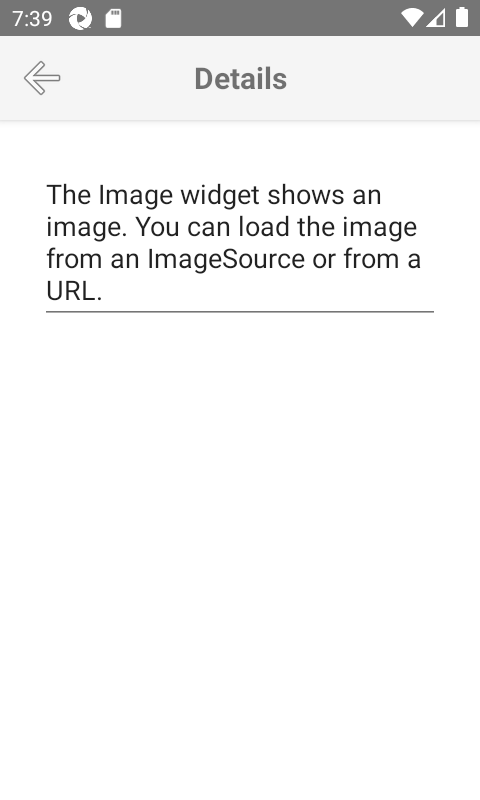 7:39
Details
The Image widget shows an
image. You can load the image
from an ImageSource or from a
URL.